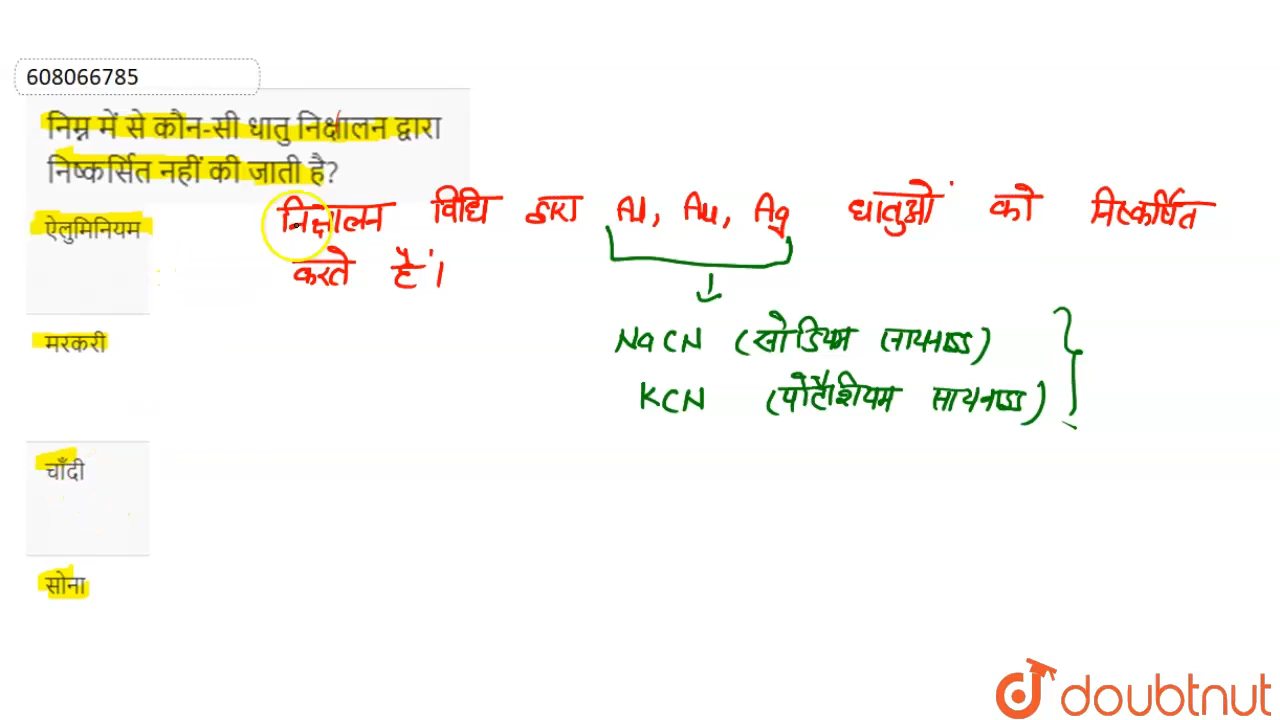 608066785
निम्न में से कौन-सी धातु निक्षालन द्वारा
निष्कर्सित नहीं की जाती है?
ऐलुमिनियम
निक्षालन विधि द्वारा Al, Au, Ag धातुओं को निष्कर्षित
करते हैं।
NaCN (सोडियम सायनाइड)
मरकरी
KCN (पोटैशियम सायनाइड)
चाँदी
सोना
doubtnut